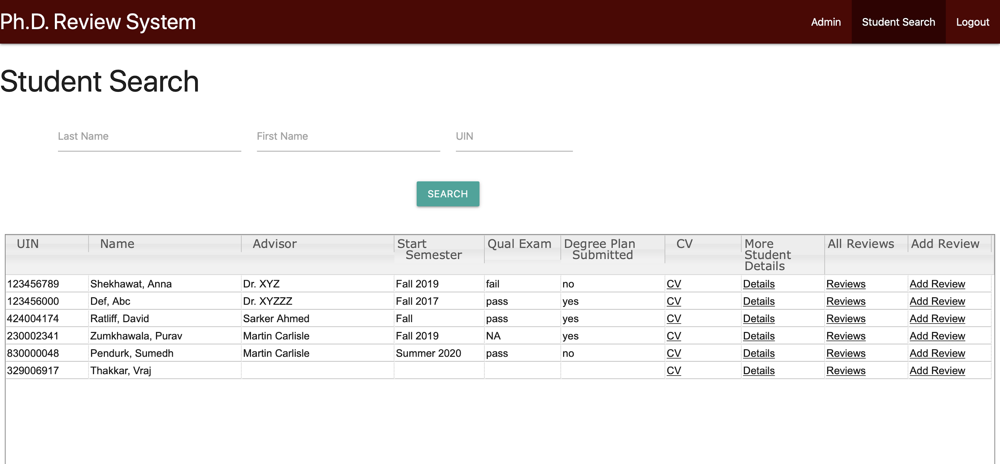 Ph.D. Review System Admin Student Search Logout
Student Search
Last Name First Name UIN
SEARCH
UIN Name Advisor Start Semester Qual Exam Degree Plan Submitted CV More Student Details All Reviews Add Review
123456789 Shekhawat, Anna Dr. XYZ Fall 2019 fail no CV Details Reviews Add Review
123456000 Def, Abc Dr. XYZZZ Fall 2017 pass yes CV Details Reviews Add Review
424004174 Ratliff, David Sarker Ahmed Fall pass yes CV Details Reviews Add Review
230002341 Zumkhawala, Purav Martin Carlisle Fall 2019 NA yes CV Details Reviews Add Review
830000048 Pendurk, Sumedh Martin Carlisle Summer 2020 pass no CV Details Reviews Add Review
329006917 Thakkar, Vraj CV Details Reviews Add Review